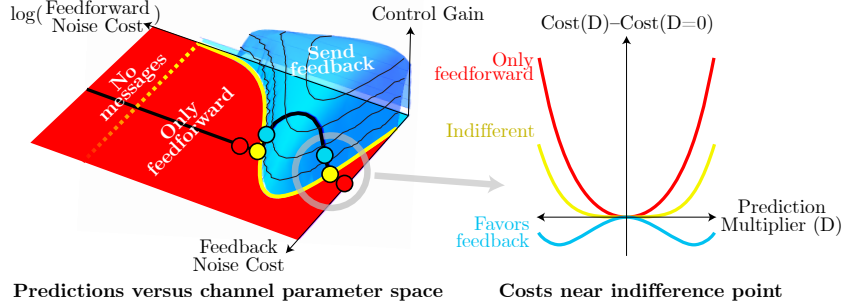 log(Feedforward
Noise Cost)
Control Gain
No
messages
Only
feedforward
Send
feedback
Feedback
Noise Cost
Predictions versus channel parameter space
Cost(D)–Cost(D=0)
Only
feedforward
Indifferent
Favors
feedback
Prediction
Multiplier (D)
Costs near indifference point